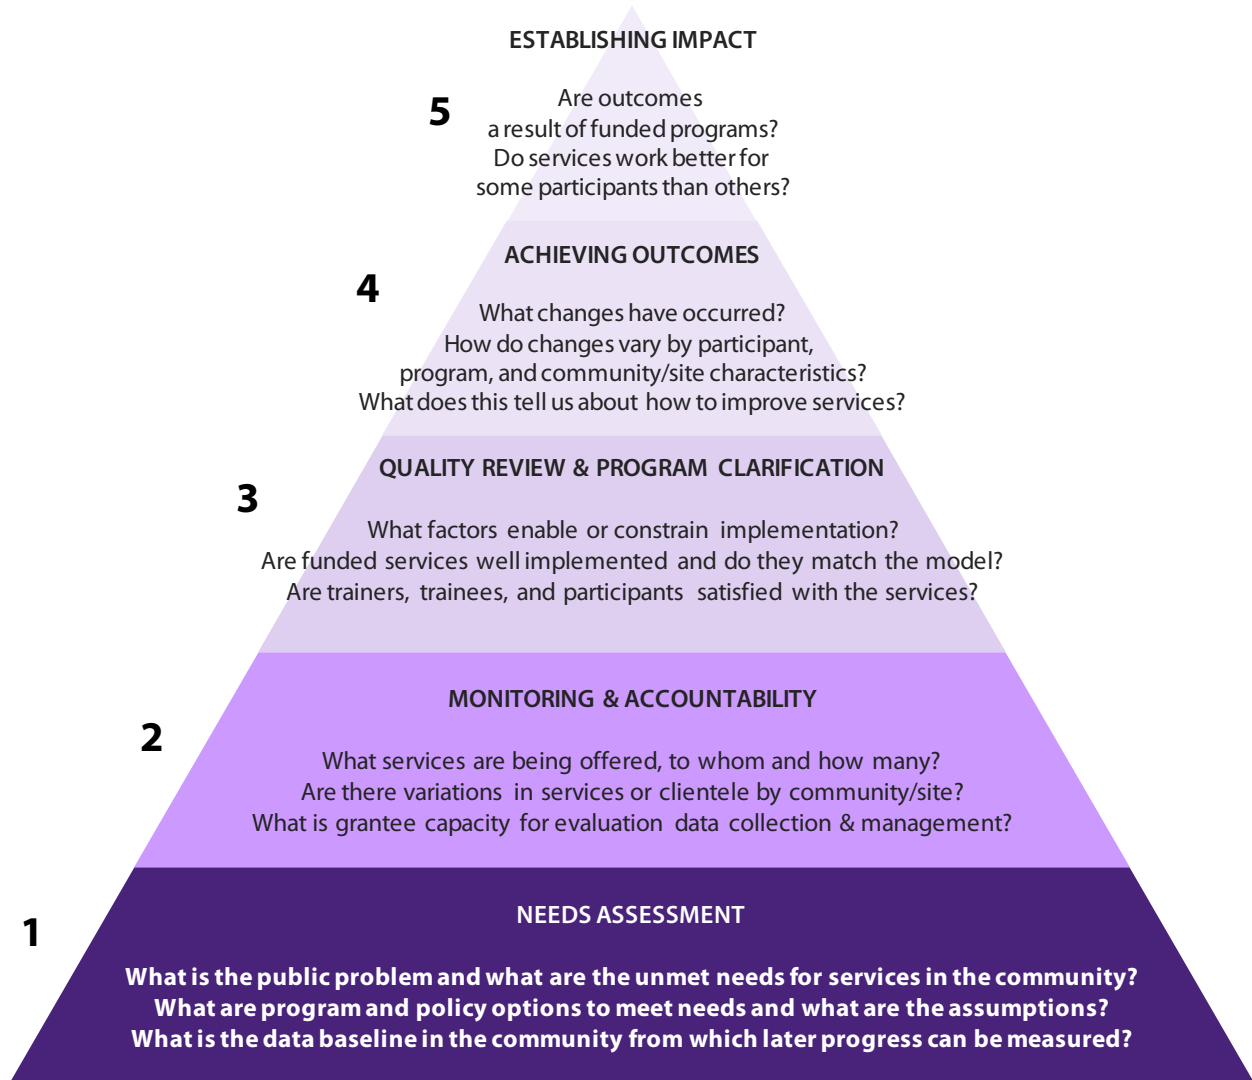 ESTABLISHING IMPACT
5
Are outcomes
a result of funded programs?
Do services work better for
some participants than others?
ACHIEVING OUTCOMES
4
What changes have occurred?
How do changes vary by participant,
program, and community/site characteristics?
What does this tell us about how to improve services?
QUALITY REVIEW & PROGRAM CLARIFICATION
3
What factors enable or constrain implementation?
Are funded services well implemented and do they match the model?
Are trainers, trainees, and participants satisfied with the services?
MONITORING & ACCOUNTABILITY
2
What services are being offered, to whom and how many?
Are there variations in services or clientele by community/site?
What is grantee capacity for evaluation data collection & management?
NEEDS ASSESSMENT
1
What is the public problem and what are the unmet needs for services in the community?
What are program and policy options to meet needs and what are the assumptions?
What is the data baseline in the community from which later progress can be measured?